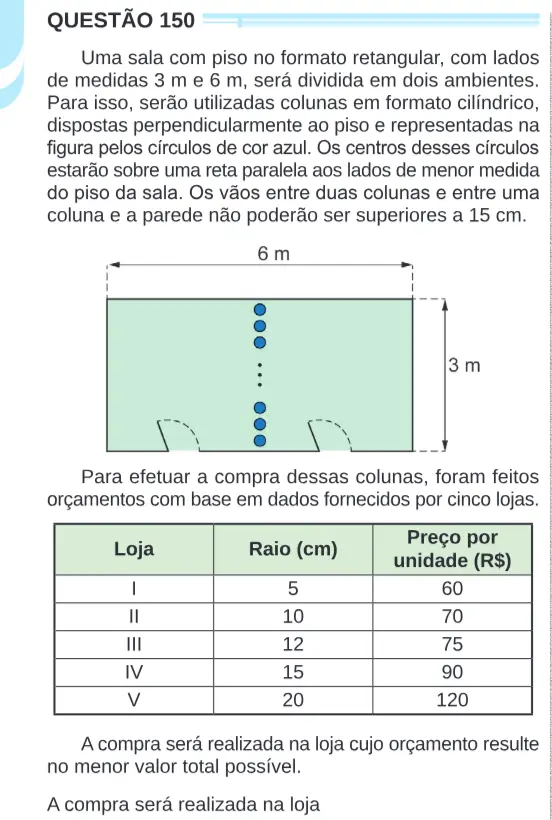 QUESTÃO 150
Uma sala com piso no formato retangular, com lados
de medidas 3 m e 6 m, será dividida em dois ambientes.
Para isso, serão utilizadas colunas em formato cilíndrico,
dispostas perpendicularmente ao piso e representadas na
figura pelos círculos de cor azul. Os centros desses círculos
estarão sobre uma reta paralela aos lados de menor medida
do piso da sala. Os vãos entre duas colunas e entre uma
coluna e a parede não poderão ser superiores a 15 cm.
6 m
3 m
Para efetuar a compra dessas colunas, foram feitos
orçamentos com base em dados fornecidos por cinco lojas.
Loja Raio (cm) Preço por
unidade (R$)
I 5 60
II 10 70
III 12 75
IV 15 90
V 20 120
A compra será realizada na loja cujo orçamento resulte
no menor valor total possível.
A compra será realizada na loja